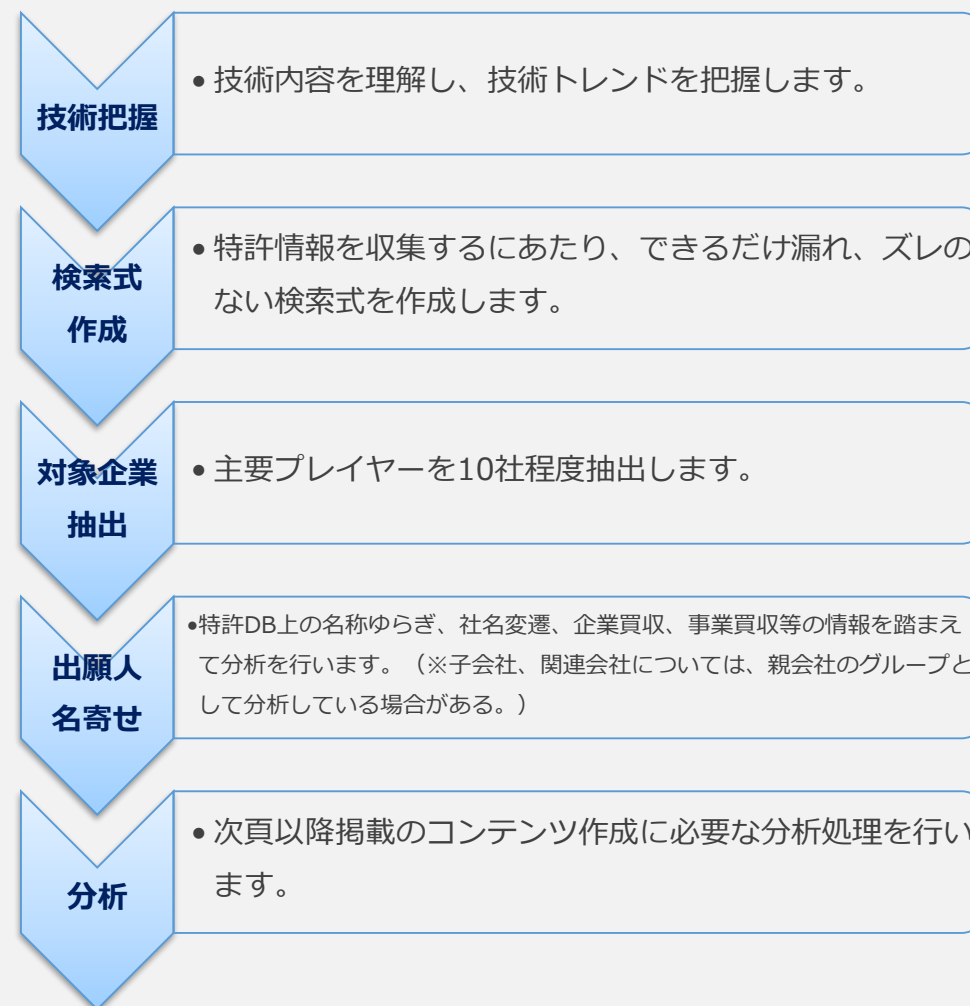 技術把握
• 技術内容を理解し、技術トレンドを把握します。
検索式
作成
• 特許情報を収集するにあたり、できるだけ漏れ、ズレの
ない検索式を作成します。
対象企業
抽出
• 主要プレイヤーを10社程度抽出します。
出願人
名寄せ
•特許DB上の名称ゆらぎ、社名変遷、企業買収、事業買収等の情報を踏まえ
て分析を行います。（※子会社、関連会社については、親会社のグループと
して分析している場合がある。）
分析
• 次頁以降掲載のコンテンツ作成に必要な分析処理を行い
ます。